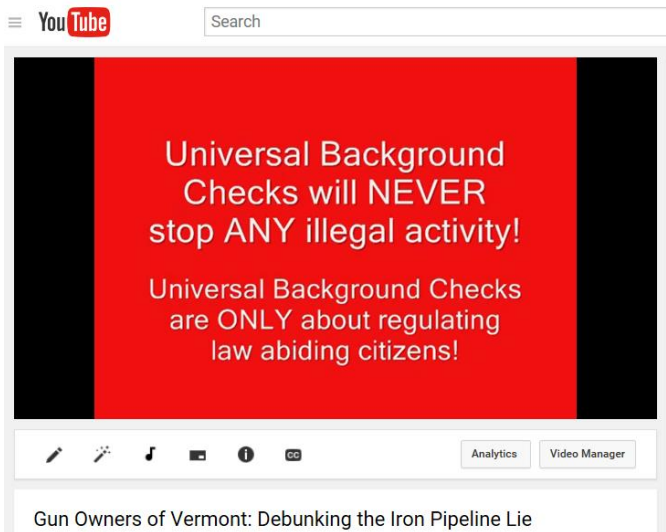 YouTube
Search
Universal Background
Checks will NEVER
stop ANY illegal activity!
Universal Background Checks
are ONLY about regulating
law abiding citizens!
CC
Analytics
Video Manager
Gun Owners of Vermont: Debunking the Iron Pipeline Lie